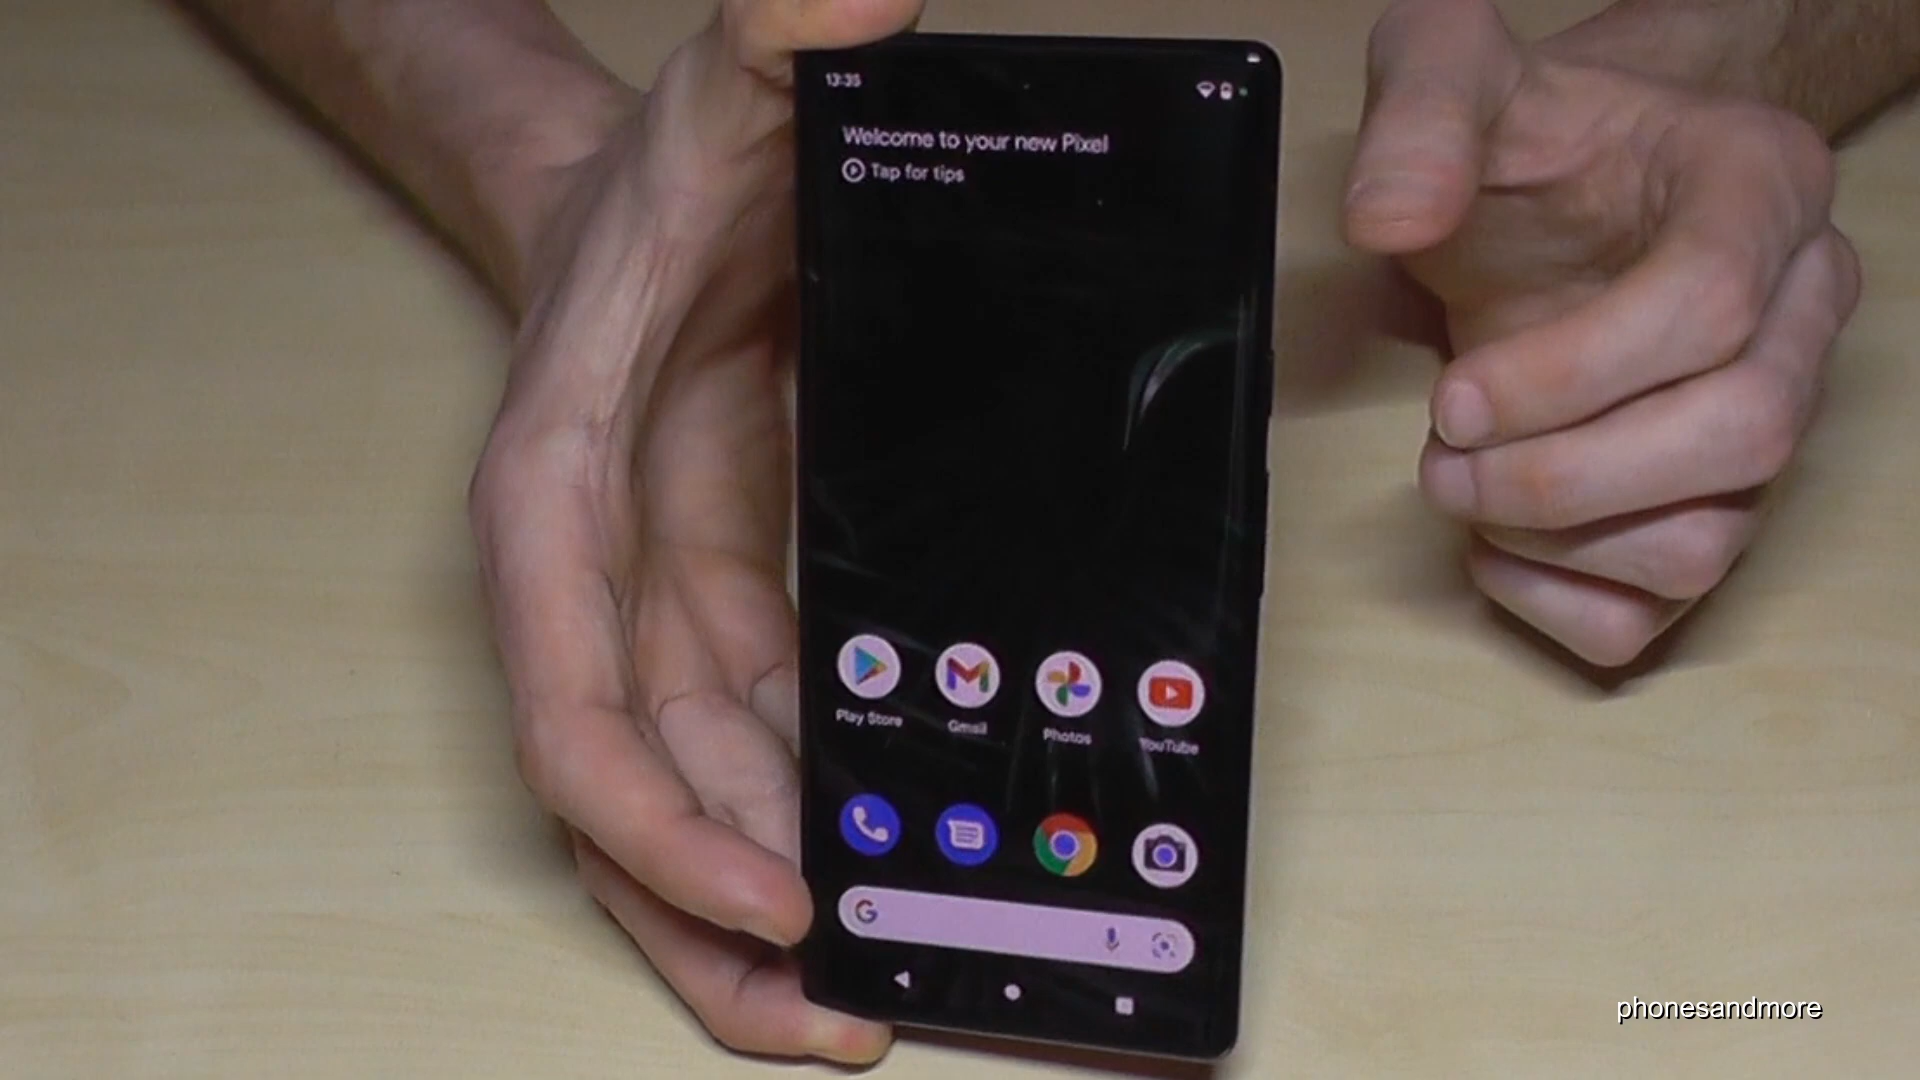 13:35
Welcome to your new Pixel
Tap for tips
Play Store
Gmail
Photos
YouTube
G
phonesandmore